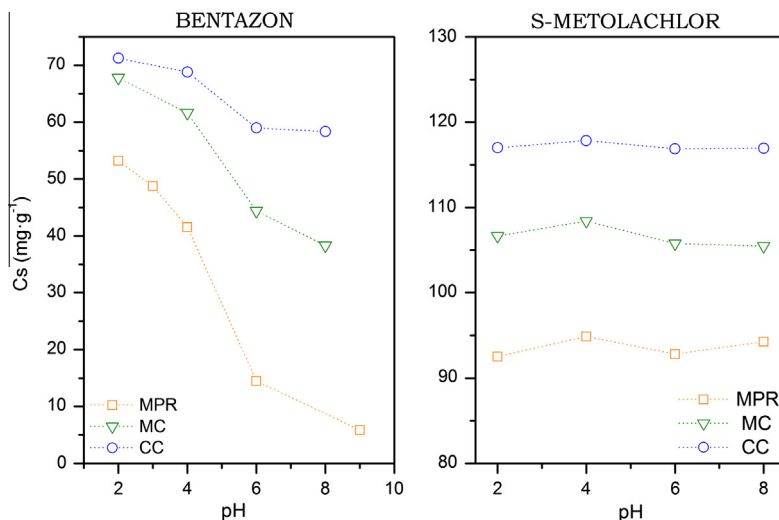 BENTAZON
S-METOLACHLOR
Cs (mg·g⁻¹)
70
60
50
40
30
20
10
0
2
4
6
8
10
pH
MPR
MC
CC
130
120
110
100
90
80
2
4
6
8
pH
MPR
MC
CC